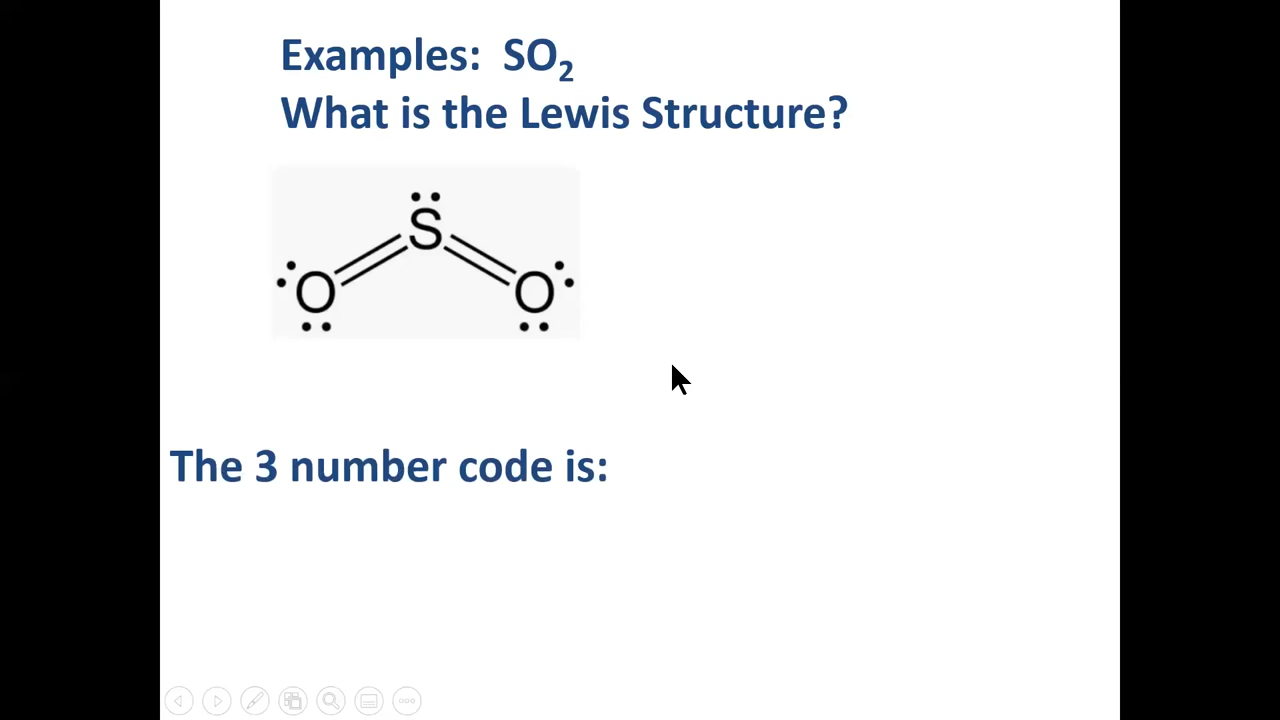 Examples:  SO₂
What is the Lewis Structure?
S
O O
The 3 number code is: